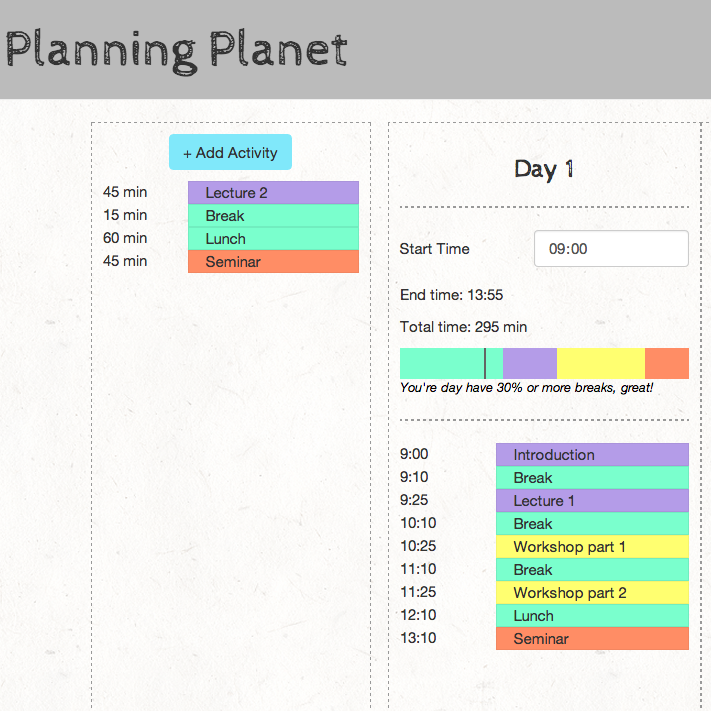 Planning Planet
+ Add Activity
45 min Lecture 2
15 min Break
60 min Lunch
45 min Seminar
Day 1
Start Time 09:00
End time: 13:55
Total time: 295 min
You're day have 30% or more breaks, great!
9:00 Introduction
9:10 Break
9:25 Lecture 1
10:10 Break
10:25 Workshop part 1
11:10 Break
11:25 Workshop part 2
12:10 Lunch
13:10 Seminar